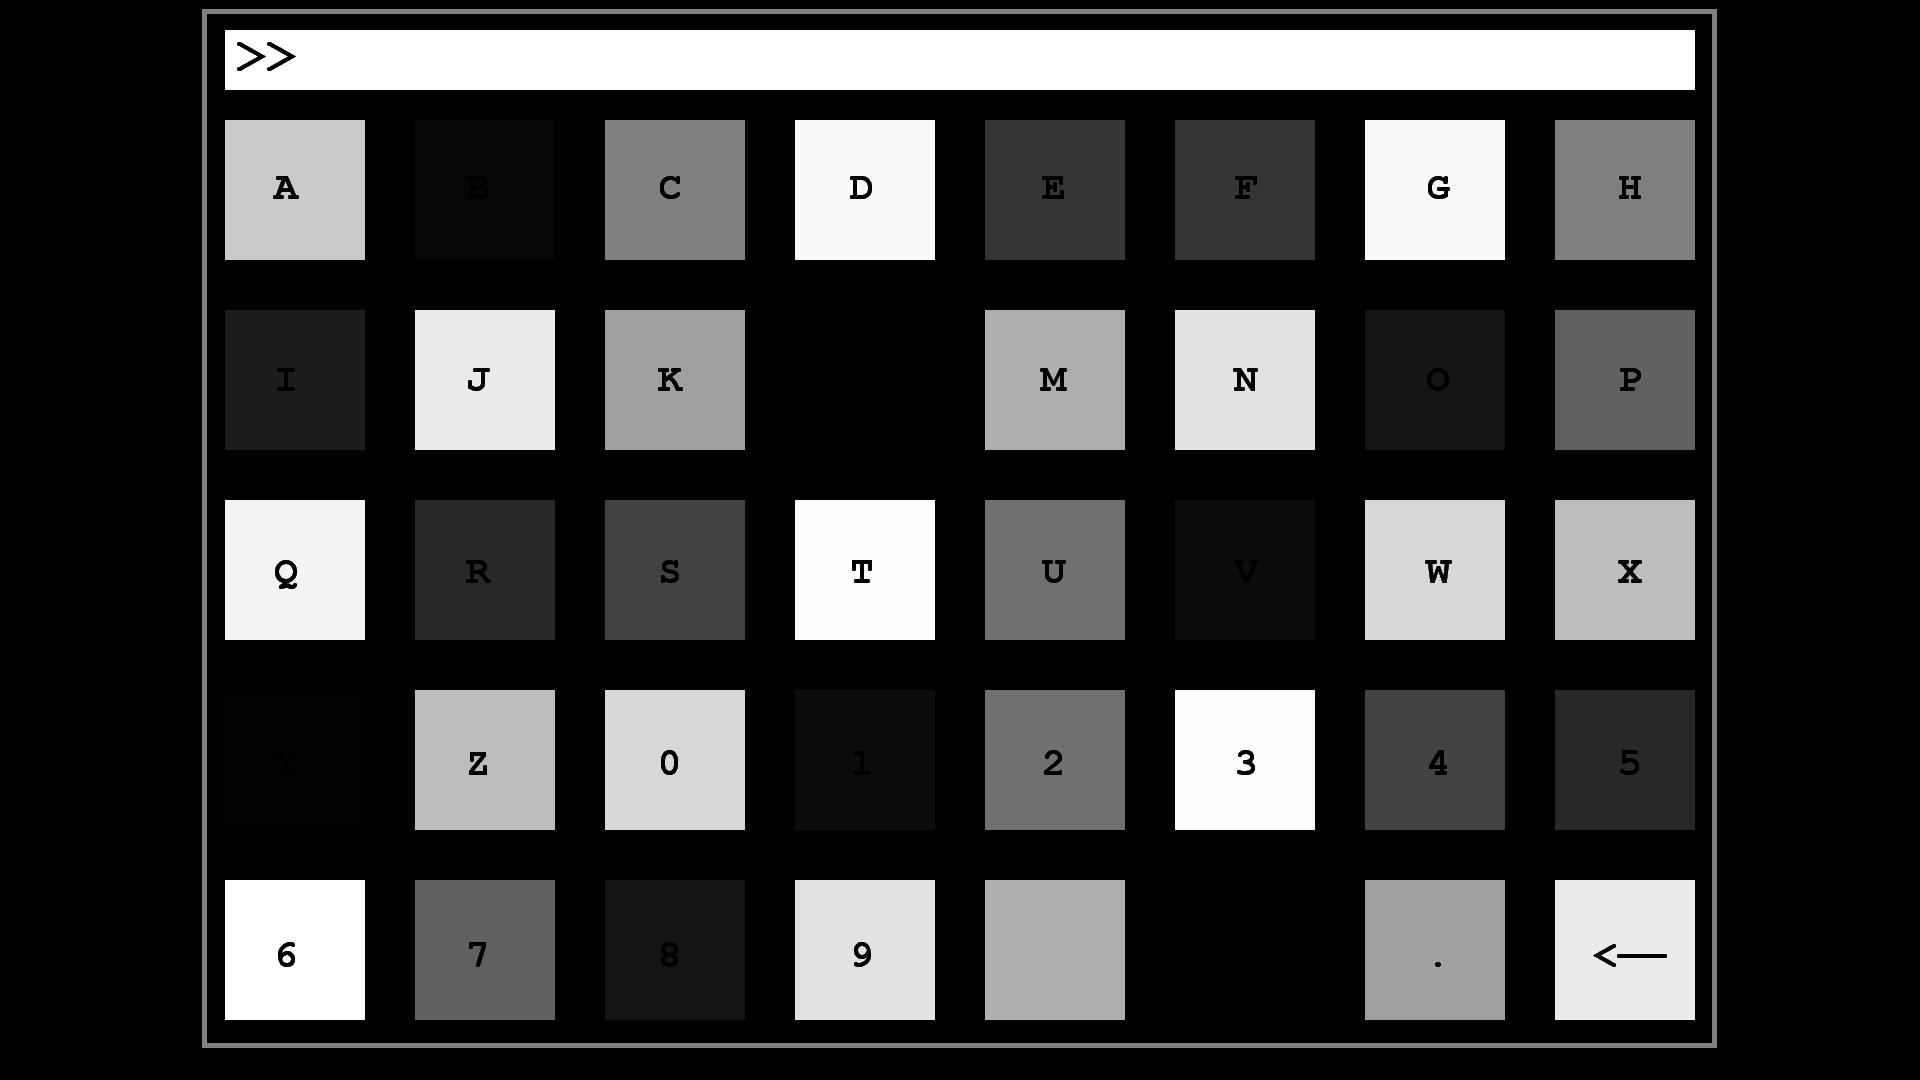 >>
A B C D E F G H
I J K M N O P
Q R S T U V W X
Y Z 0 1 2 3 4 5
6 7 8 9 . <—